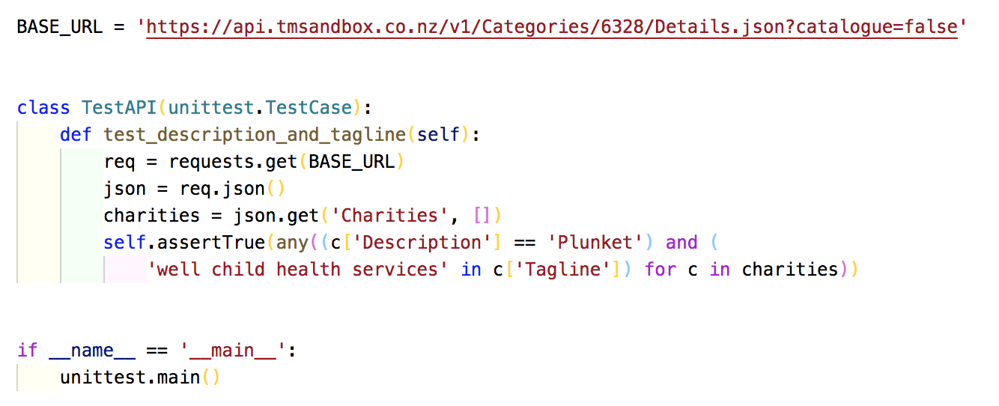 BASE_URL = 'https://api.tmsandbox.co.nz/v1/Categories/6328/Details.json?catalogue=false'
class TestAPI(unittest.TestCase):
    def test_description_and_tagline(self):
        req = requests.get(BASE_URL)
        json = req.json()
        charities = json.get('Charities', [])
        self.assertTrue(any((c['Description'] == 'Plunket') and (
            'well child health services' in c['Tagline']) for c in charities))
if __name__ == '__main__':
    unittest.main()